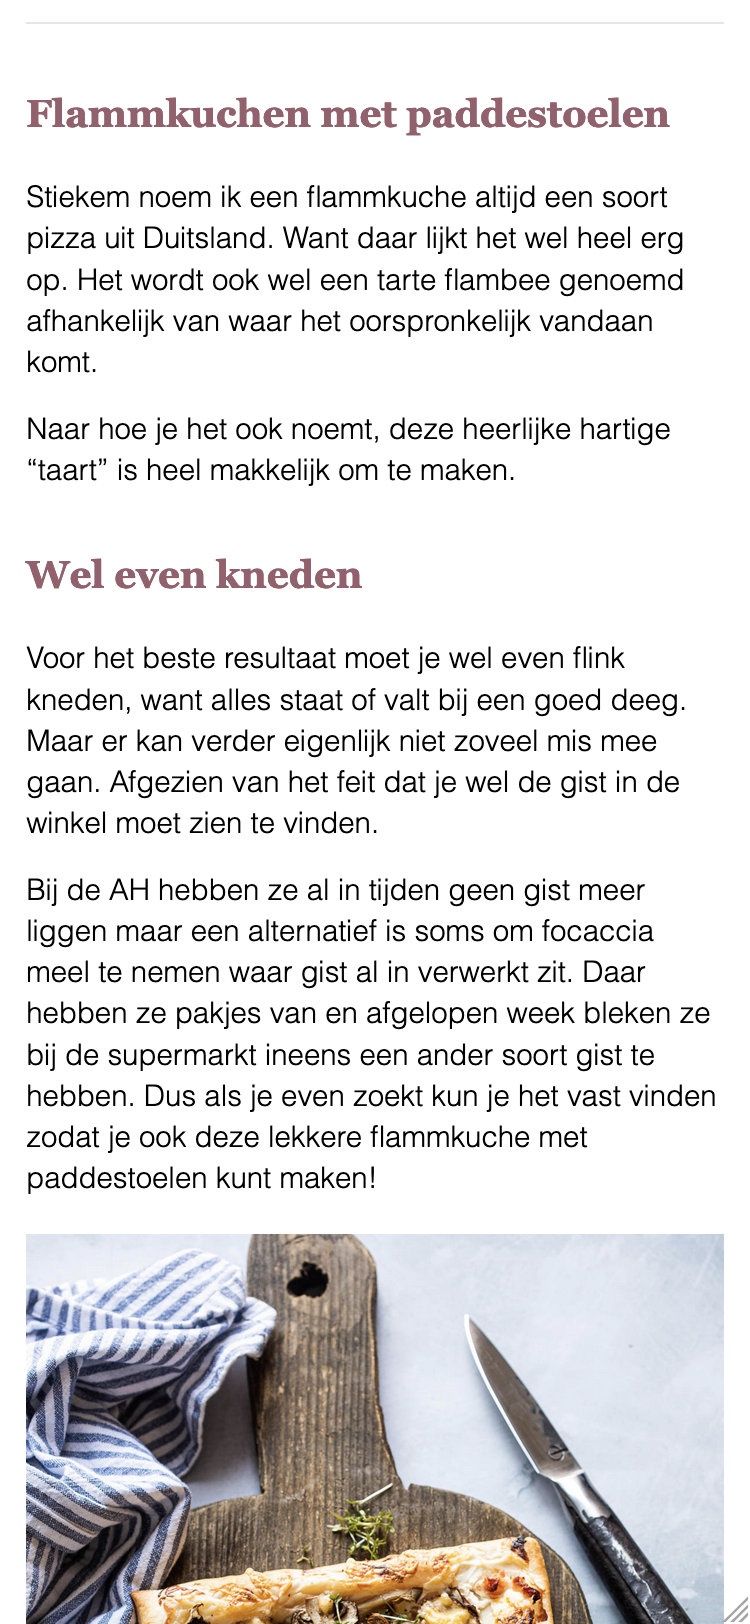 Flammkuchen met paddestoelen
Stiekem noem ik een flammkuche altijd een soort
pizza uit Duitsland. Want daar lijkt het wel heel erg
op. Het wordt ook wel een tarte flambee genoemd
afhankelijk van waar het oorspronkelijk vandaan
komt.
Naar hoe je het ook noemt, deze heerlijke hartige
“taart” is heel makkelijk om te maken.
Wel even kneden
Voor het beste resultaat moet je wel even flink
kneden, want alles staat of valt bij een goed deeg.
Maar er kan verder eigenlijk niet zoveel mis mee
gaan. Afgezien van het feit dat je wel de gist in de
winkel moet zien te vinden.
Bij de AH hebben ze al in tijden geen gist meer
liggen maar een alternatief is soms om focaccia
meel te nemen waar gist al in verwerkt zit. Daar
hebben ze pakjes van en afgelopen week bleken ze
bij de supermarkt ineens een ander soort gist te
hebben. Dus als je even zoekt kun je het vast vinden
zodat je ook deze lekkere flammkuche met
paddestoelen kunt maken!